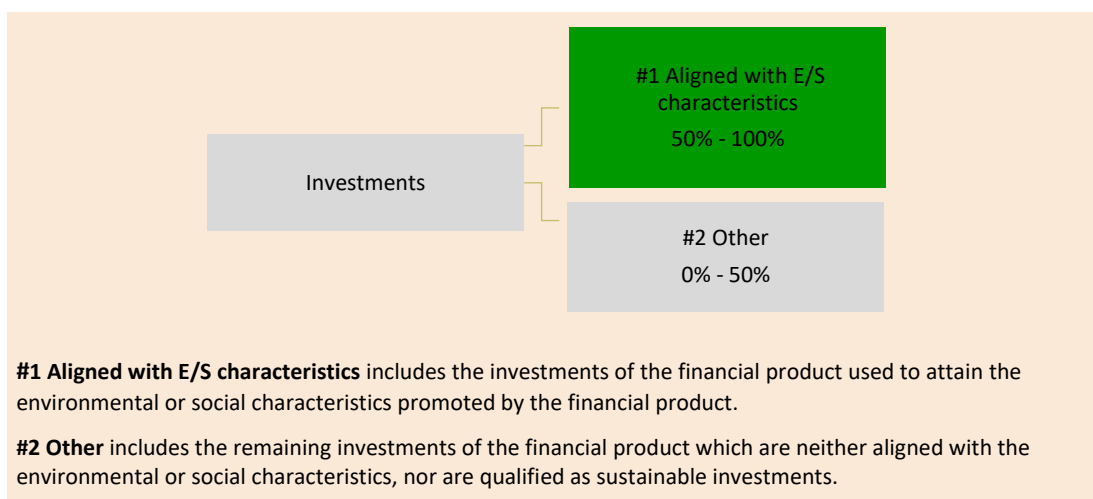 #1 Aligned with E/S
characteristics
50% - 100%
Investments
#2 Other
0% - 50%
#1 Aligned with E/S characteristics includes the investments of the financial product used to attain the
environmental or social characteristics promoted by the financial product.
#2 Other includes the remaining investments of the financial product which are neither aligned with the
environmental or social characteristics, nor are qualified as sustainable investments.